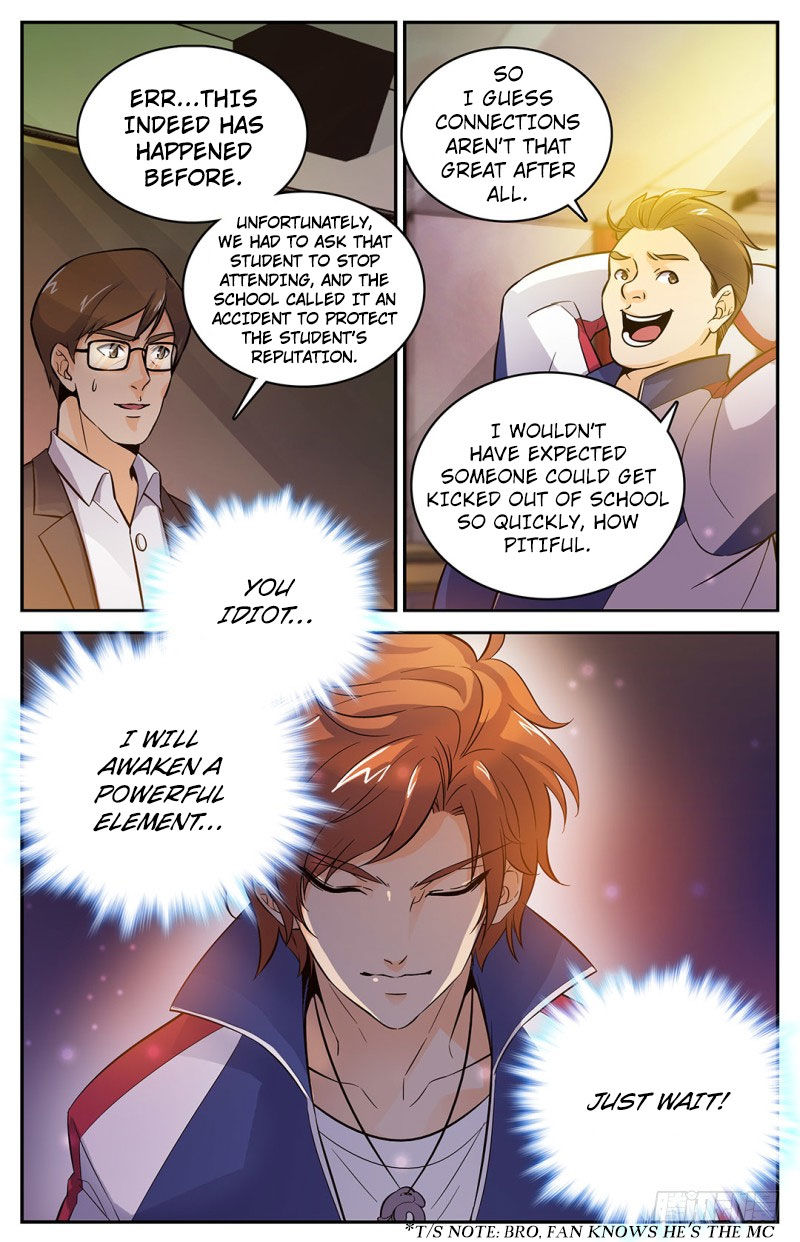 ERR...THIS
INDEED HAS
HAPPENED
BEFORE.
UNFORTUNATELY,
WE HAD TO ASK THAT
STUDENT TO STOP
ATTENDING, AND THE
SCHOOL CALLED IT AN
ACCIDENT TO PROTECT
THE STUDENT'S
REPUTATION.
SO
I GUESS
CONNECTIONS
AREN'T THAT
GREAT AFTER
ALL.
I WOULDN'T
HAVE EXPECTED
SOMEONE COULD GET
KICKED OUT OF SCHOOL
SO QUICKLY, HOW
PITIFUL.
YOU
IDIOT...
I WILL
AWAKEN A
POWERFUL
ELEMENT...
JUST WAIT!
*T/S NOTE: BRO, FAN KNOWS HE'S THE MC